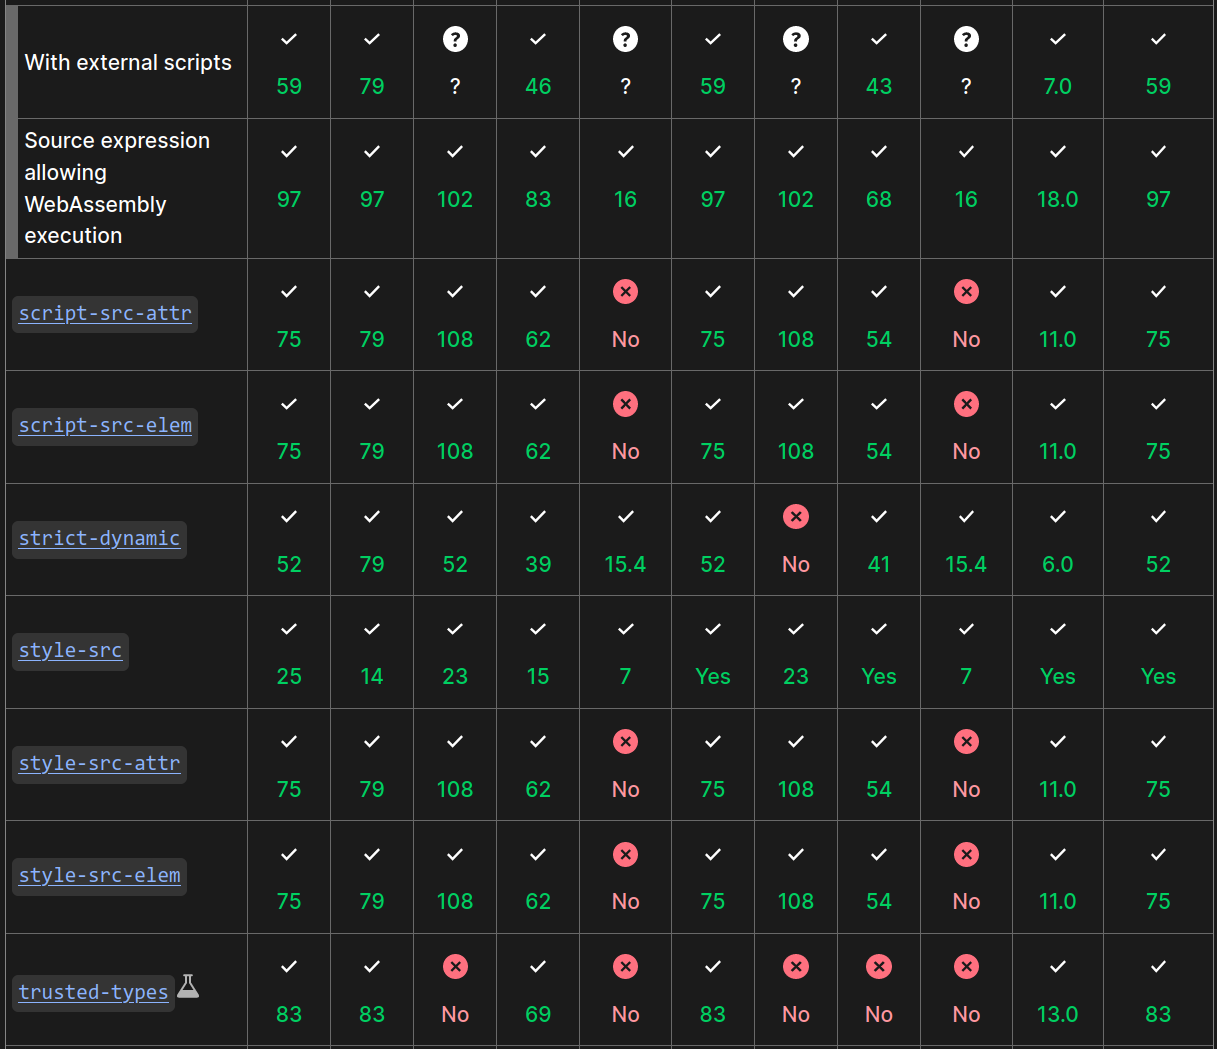 With external scripts
59 79 ? 46 ? 59 ? 43 ? 7.0 59
Source expression
allowing
WebAssembly
execution
97 97 102 83 16 97 102 68 16 18.0 97
script-src-attr
75 79 108 62 No 75 108 54 No 11.0 75
script-src-elem
75 79 108 62 No 75 108 54 No 11.0 75
strict-dynamic
52 79 52 39 15.4 52 No 41 15.4 6.0 52
style-src
25 14 23 15 7 Yes 23 Yes 7 Yes Yes
style-src-attr
75 79 108 62 No 75 108 54 No 11.0 75
style-src-elem
75 79 108 62 No 75 108 54 No 11.0 75
trusted-types
83 83 No 69 No 83 No No No 13.0 83